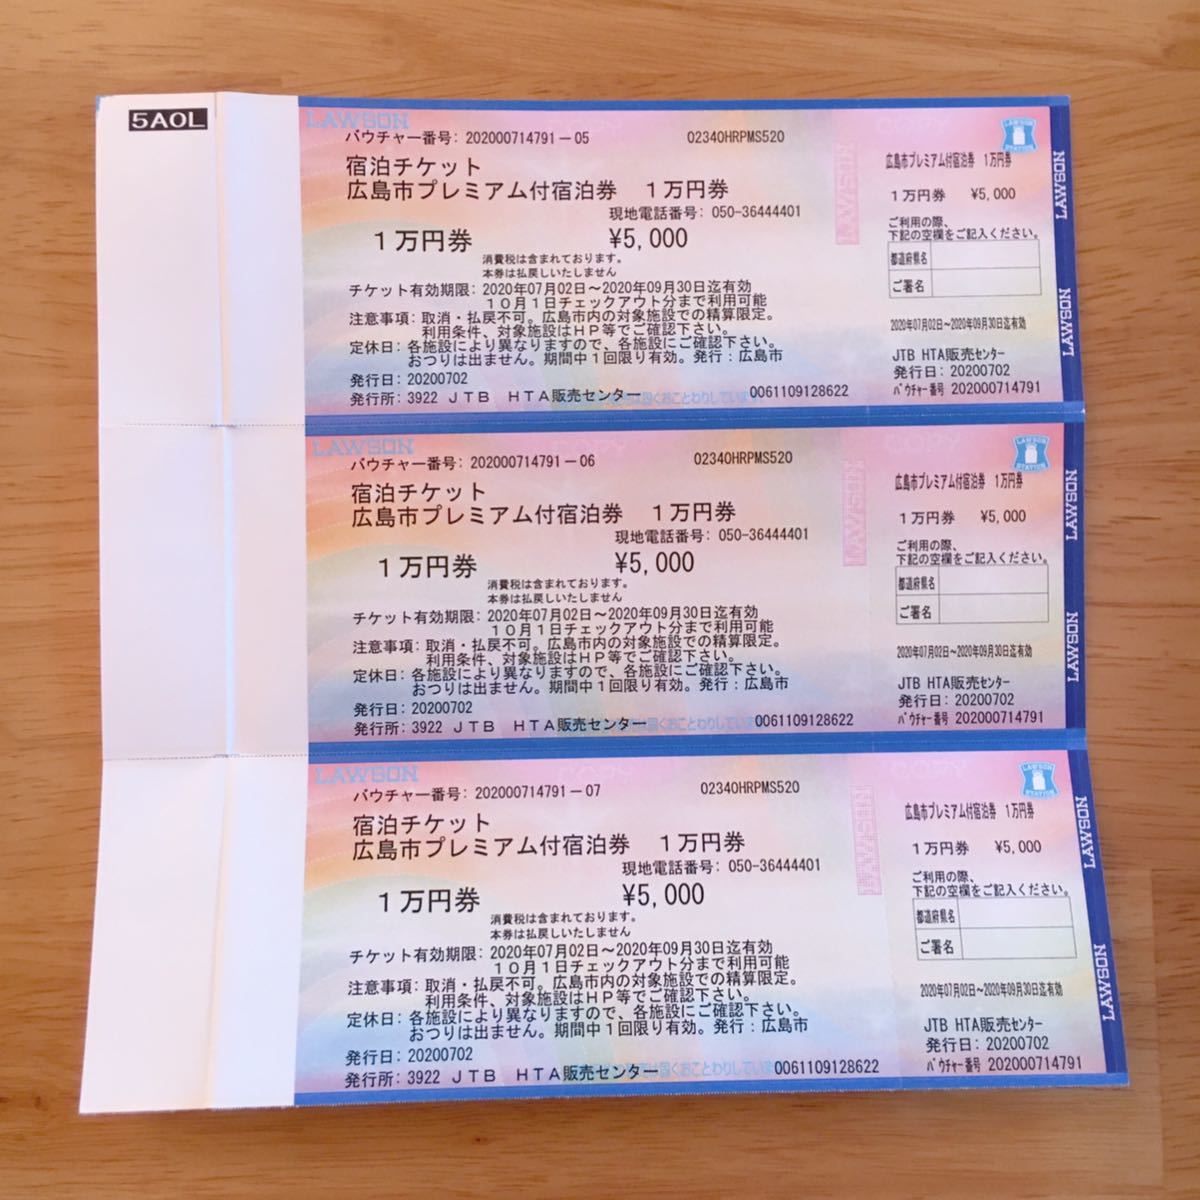 5AOL
LAWSON
バウチャー番号: 202000714791-05 02340HRPMS520
宿泊チケット
広島市プレミアム付宿泊券 1万円券
現地電話番号: 050-36444401
1万円券 ¥5,000
消費税は含まれております。
本券は払戻しいたしません
チケット有効期限: 2020年07月02日～2020年09月30日迄有効
10月1日チェックアウト分まで利用可能
注意事項: 取消・払戻不可。広島市内の対象施設での精算限定。
利用条件、対象施設はHP等でご確認下さい。
定休日: 各施設により異なりますので、各施設にご確認下さい。
おつりは出ません。期間中1回限り有効。発行:広島市
発行日: 20200702
発行所: 3922 JTB HTA販売センター 0061109128622
LAWSON
LAWSON STATION
広島市プレミアム付宿泊券 1万円券
1万円券 ¥5,000
ご利用の際、
下記の空欄をご記入ください。
都道府県名
ご署名
2020年07月02日～2020年09月30日迄有効
JTB HTA販売センター
発行日: 20200702
バウチャー番号 202000714791
LAWSON
LAWSON
LAWSON
バウチャー番号: 202000714791-06 02340HRPMS520
宿泊チケット
広島市プレミアム付宿泊券 1万円券
現地電話番号: 050-36444401
1万円券 ¥5,000
消費税は含まれております。
本券は払戻しいたしません
チケット有効期限: 2020年07月02日～2020年09月30日迄有効
10月1日チェックアウト分まで利用可能
注意事項: 取消・払戻不可。広島市内の対象施設での精算限定。
利用条件、対象施設はHP等でご確認下さい。
定休日: 各施設により異なりますので、各施設にご確認下さい。
おつりは出ません。期間中1回限り有効。発行:広島市
発行日: 20200702
発行所: 3922 JTB HTA販売センター 0061109128622
LAWSON
COPY
LAWSON STATION
広島市プレミアム付宿泊券 1万円券
1万円券 ¥5,000
ご利用の際、
下記の空欄をご記入ください。
都道府県名
ご署名
2020年07月02日～2020年09月30日迄有効
JTB HTA販売センター
発行日: 20200702
バウチャー番号 202000714791
LAWSON
LAWSON
LAWSON
バウチャー番号: 202000714791-07 02340HRPMS520
宿泊チケット
広島市プレミアム付宿泊券 1万円券
現地電話番号: 050-36444401
1万円券 ¥5,000
消費税は含まれております。
本券は払戻しいたしません
チケット有効期限: 2020年07月02日～2020年09月30日迄有効
10月1日チェックアウト分まで利用可能
注意事項: 取消・払戻不可。広島市内の対象施設での精算限定。
利用条件、対象施設はHP等でご確認下さい。
定休日: 各施設により異なりますので、各施設にご確認下さい。
おつりは出ません。期間中1回限り有効。発行:広島市
発行日: 20200702
発行所: 3922 JTB HTA販売センター 0061109128622
LAWSON
COPY
LAWSON STATION
広島市プレミアム付宿泊券 1万円券
1万円券 ¥5,000
ご利用の際、
下記の空欄をご記入ください。
都道府県名
ご署名
2020年07月02日～2020年09月30日迄有効
JTB HTA販売センター
発行日: 20200702
バウチャー番号 202000714791
LAWSON
LAWSON